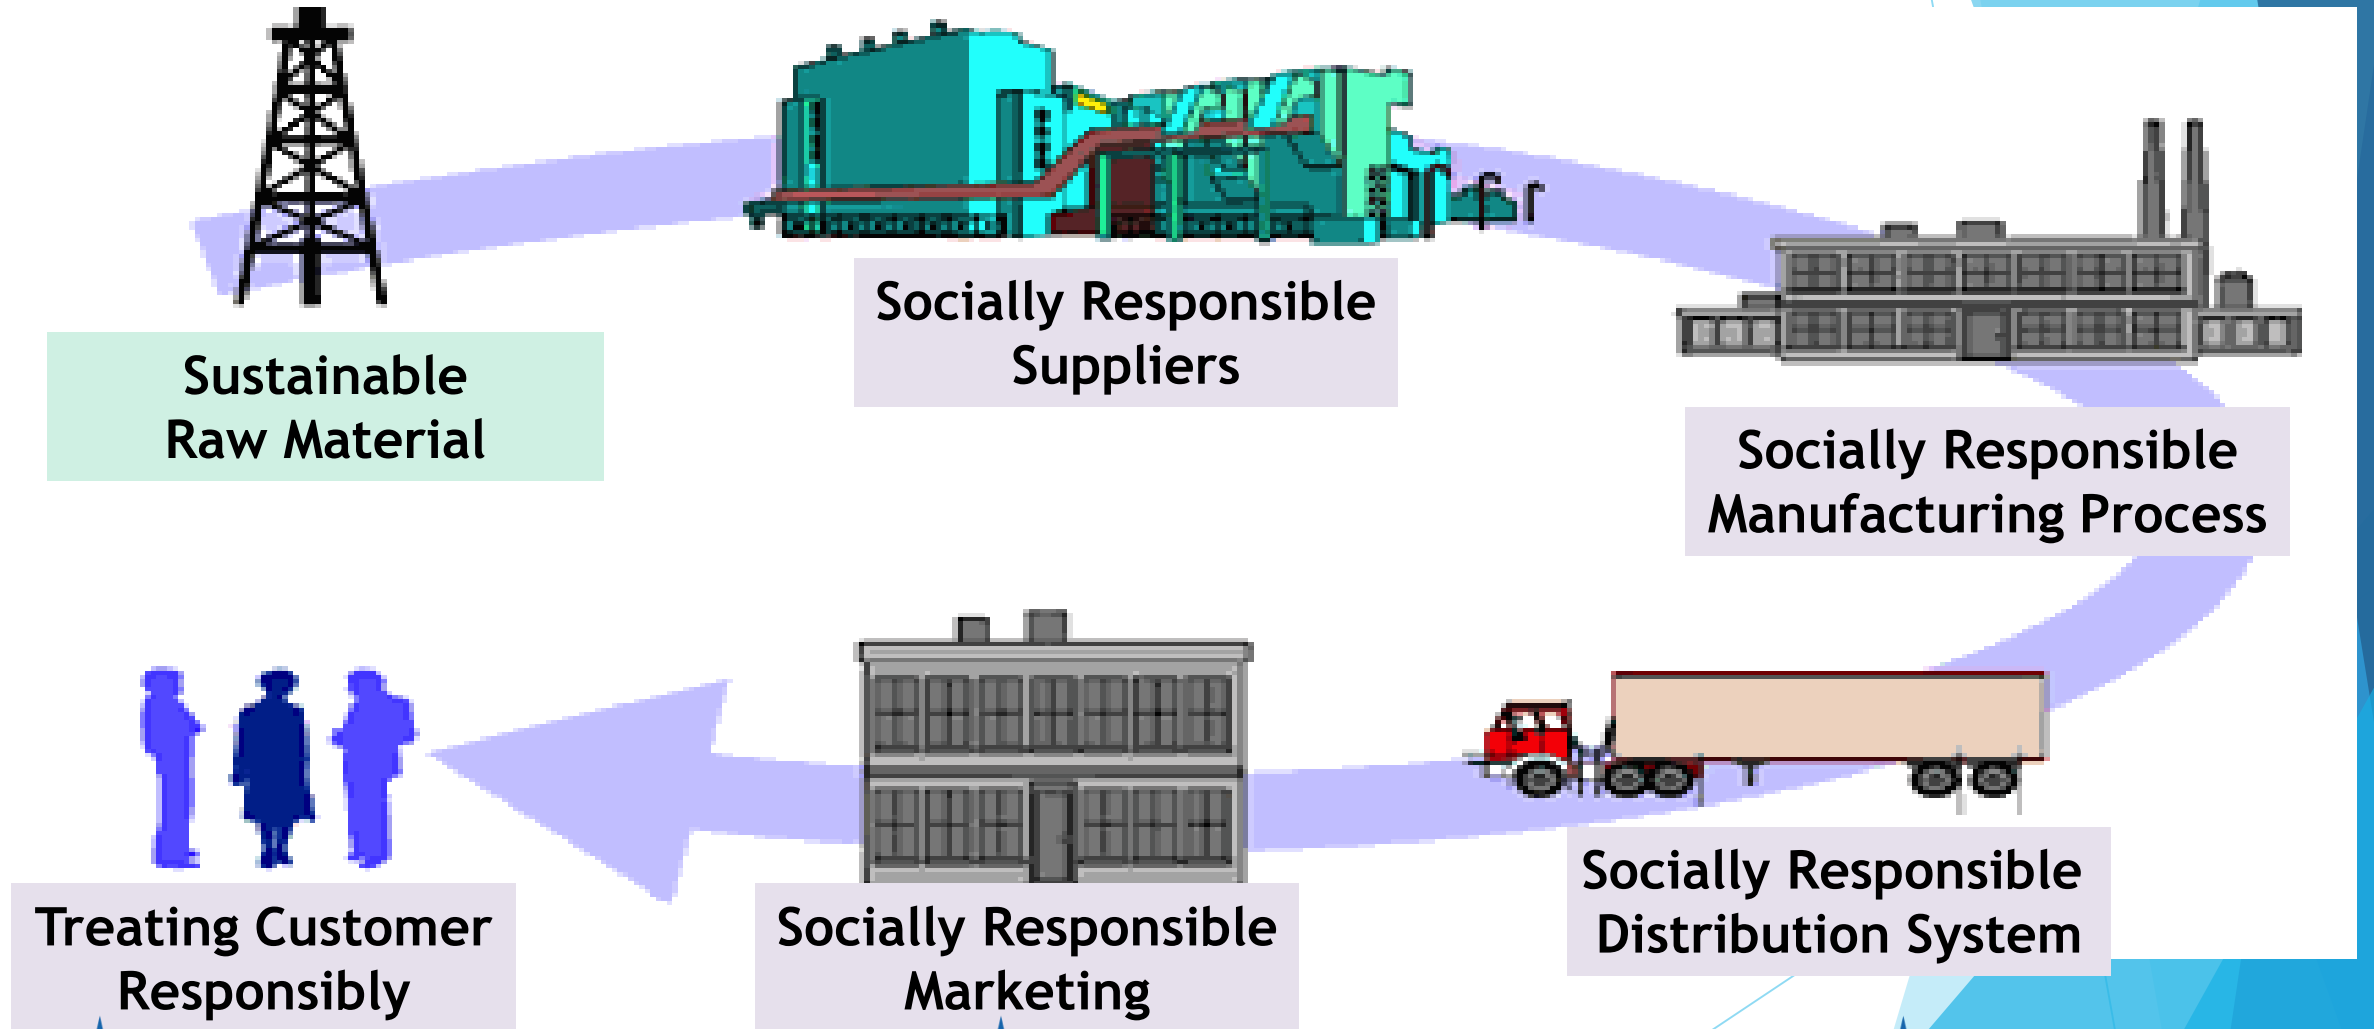 Sustainable
Raw Material
Socially Responsible
Suppliers
Socially Responsible
Manufacturing Process
Socially Responsible
Distribution System
Socially Responsible
Marketing
Treating Customer
Responsibly